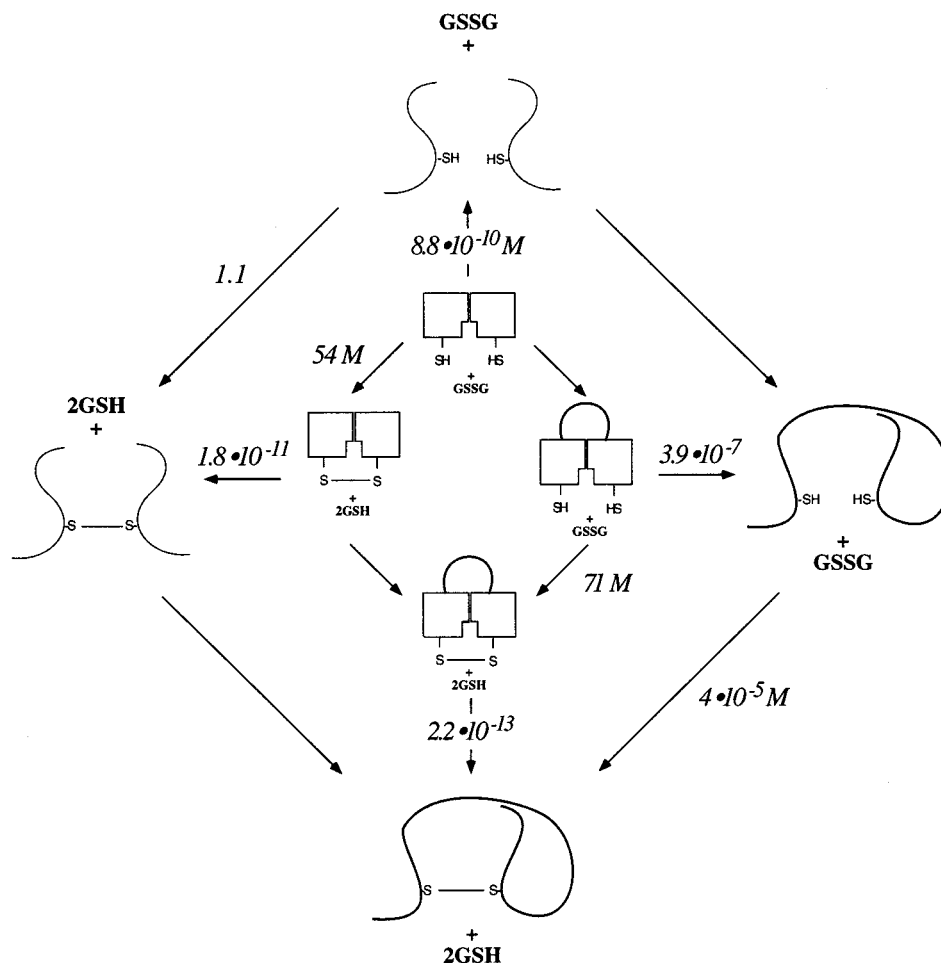 GSSG
+
-SH HS-
8.8•10⁻¹⁰ M
1.1
SH HS
+
GSSG
54 M
2GSH
+
1.8•10⁻¹¹
S S
+
2GSH
SH HS
+
GSSG
3.9•10⁻⁷
-SH HS-
+
GSSG
-S S-
71 M
S S
+
2GSH
2.2•10⁻¹³
4•10⁻⁵ M
-S S-
+
2GSH